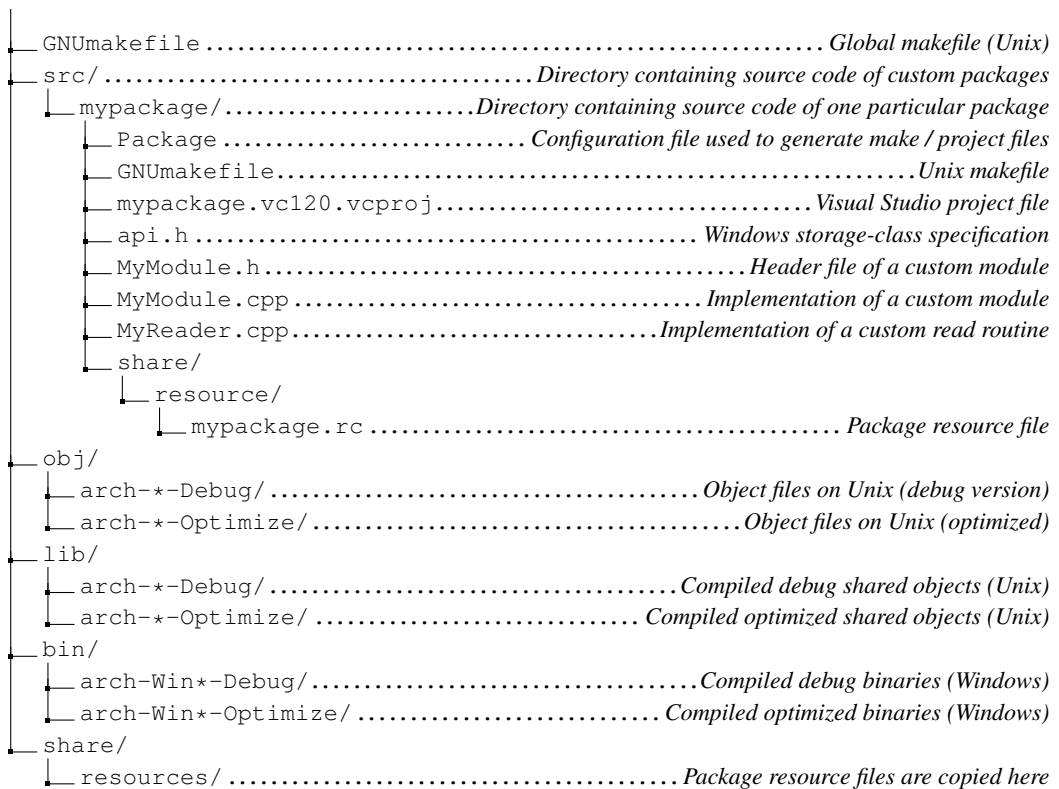 GNUmakefile ........................................................ Global makefile (Unix)
src/ ....................................... Directory containing source code of custom packages
mypackage/ ....................... Directory containing source code of one particular package
Package ............................ Configuration file used to generate make / project files
GNUmakefile ............................................................. Unix makefile
mypackage.vc120.vcproj ................................... Visual Studio project file
api.h .............................................. Windows storage-class specification
MyModule.h .............................................. Header file of a custom module
MyModule.cpp ....................................... Implementation of a custom module
MyReader.cpp .................................. Implementation of a custom read routine
share/
resource/
mypackage.rc ........................................... Package resource file
obj/
arch-*-Debug/ ....................................... Object files on Unix (debug version)
arch-*-Optimize/ ....................................... Object files on Unix (optimized)
lib/
arch-*-Debug/ ..................................... Compiled debug shared objects (Unix)
arch-*-Optimize/ ............................. Compiled optimized shared objects (Unix)
bin/
arch-Win*-Debug/ ................................... Compiled debug binaries (Windows)
arch-Win*-Optimize/ ........................... Compiled optimized binaries (Windows)
share/
resources/ ......................................... Package resource files are copied here